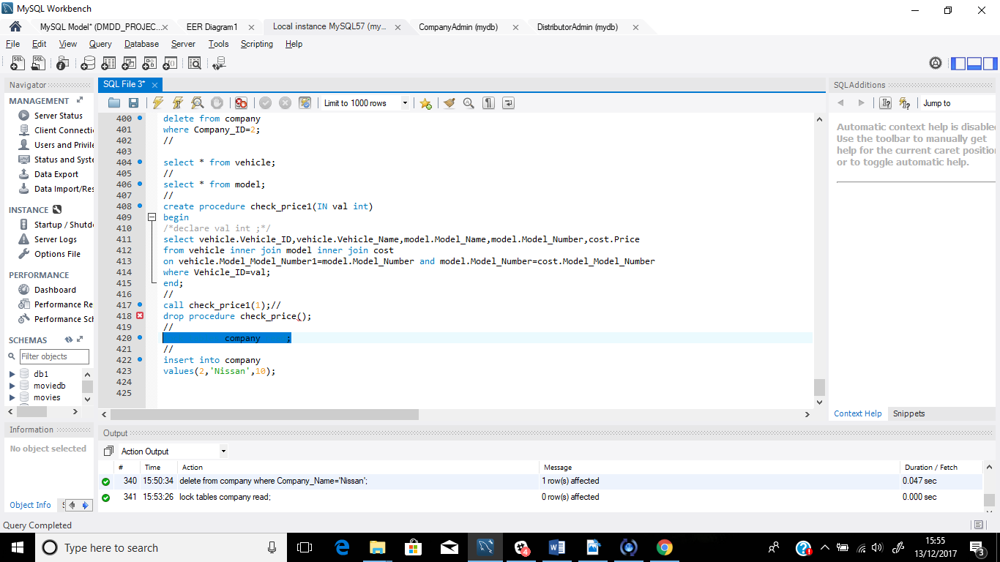 MySQL Workbench
MySQL Model* (DMDD_PROJEC... × EER Diagram1 × Local instance MySQL57 (my... × CompanyAdmin (mydb) × DistributorAdmin (mydb) ×
File Edit View Query Database Server Tools Scripting Help
Navigator
MANAGEMENT
Server Status
Client Connecti
Users and Privile
Status and Syste
Data Export
Data Import/Res
INSTANCE
Startup / Shutdo
Server Logs
Options File
PERFORMANCE
Dashboard
Performance Re
Performance Sch
SCHEMAS
Filter objects
db1
moviedb
movies
Information
No object selected
Object Info
SQL File 3* ×
Limit to 1000 rows
400 delete from company
401 where Company_ID=2;
402 //
403
404 select * from vehicle;
405 //
406 select * from model;
407 //
408 create procedure check_price1(IN val int)
409 begin
410 /*declare val int ;*/
411 select vehicle.Vehicle_ID,vehicle.Vehicle_Name,model.Model_Name,model.Model_Number,cost.Price
412 from vehicle inner join model inner join cost
413 on vehicle.Model_Model_Number1=model.Model_Number and model.Model_Number=cost.Model_Model_Number
414 where Vehicle_ID=val;
415 end;
416 //
417 call check_price1(1);//
418 drop procedure check_price();
419 //
420 company ;
421 //
422 insert into company
423 values(2,'Nissan',10);
424
425
SQLAdditions
Jump to
Automatic context help is disable
Use the toolbar to manually get
help for the current caret position
or to toggle automatic help.
Context Help Snippets
Output
Action Output
# Time Action Message Duration / Fetch
340 15:50:34 delete from company where Company_Name='Nissan'; 1 row(s) affected 0.047 sec
341 15:53:26 lock tables company read; 0 row(s) affected 0.000 sec
Query Completed
Type here to search
4
15:55
13/12/2017
3